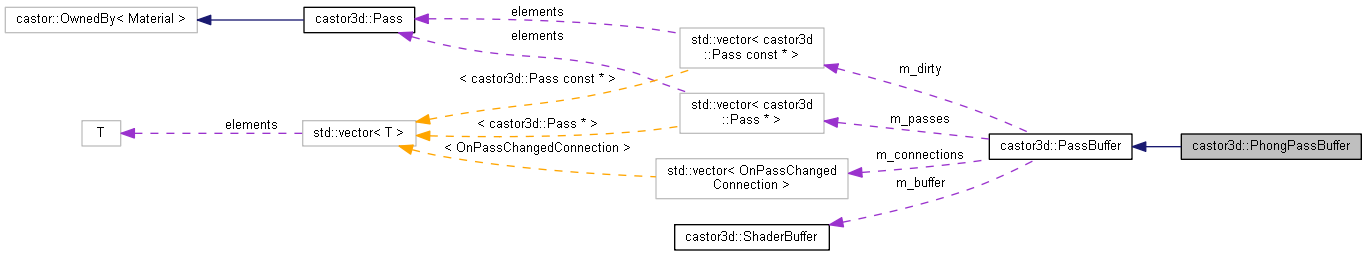 castor::OwnedBy< Material >
castor3d::Pass
elements
elements
std::vector< castor3d
::Pass const * >
m_dirty
< castor3d::Pass const * >
std::vector< castor3d
::Pass * >
T
elements
std::vector< T >
< castor3d::Pass * >
m_passes
< OnPassChangedConnection >
castor3d::PassBuffer
castor3d::PhongPassBuffer
m_connections
std::vector< OnPassChanged
Connection >
m_buffer
castor3d::ShaderBuffer